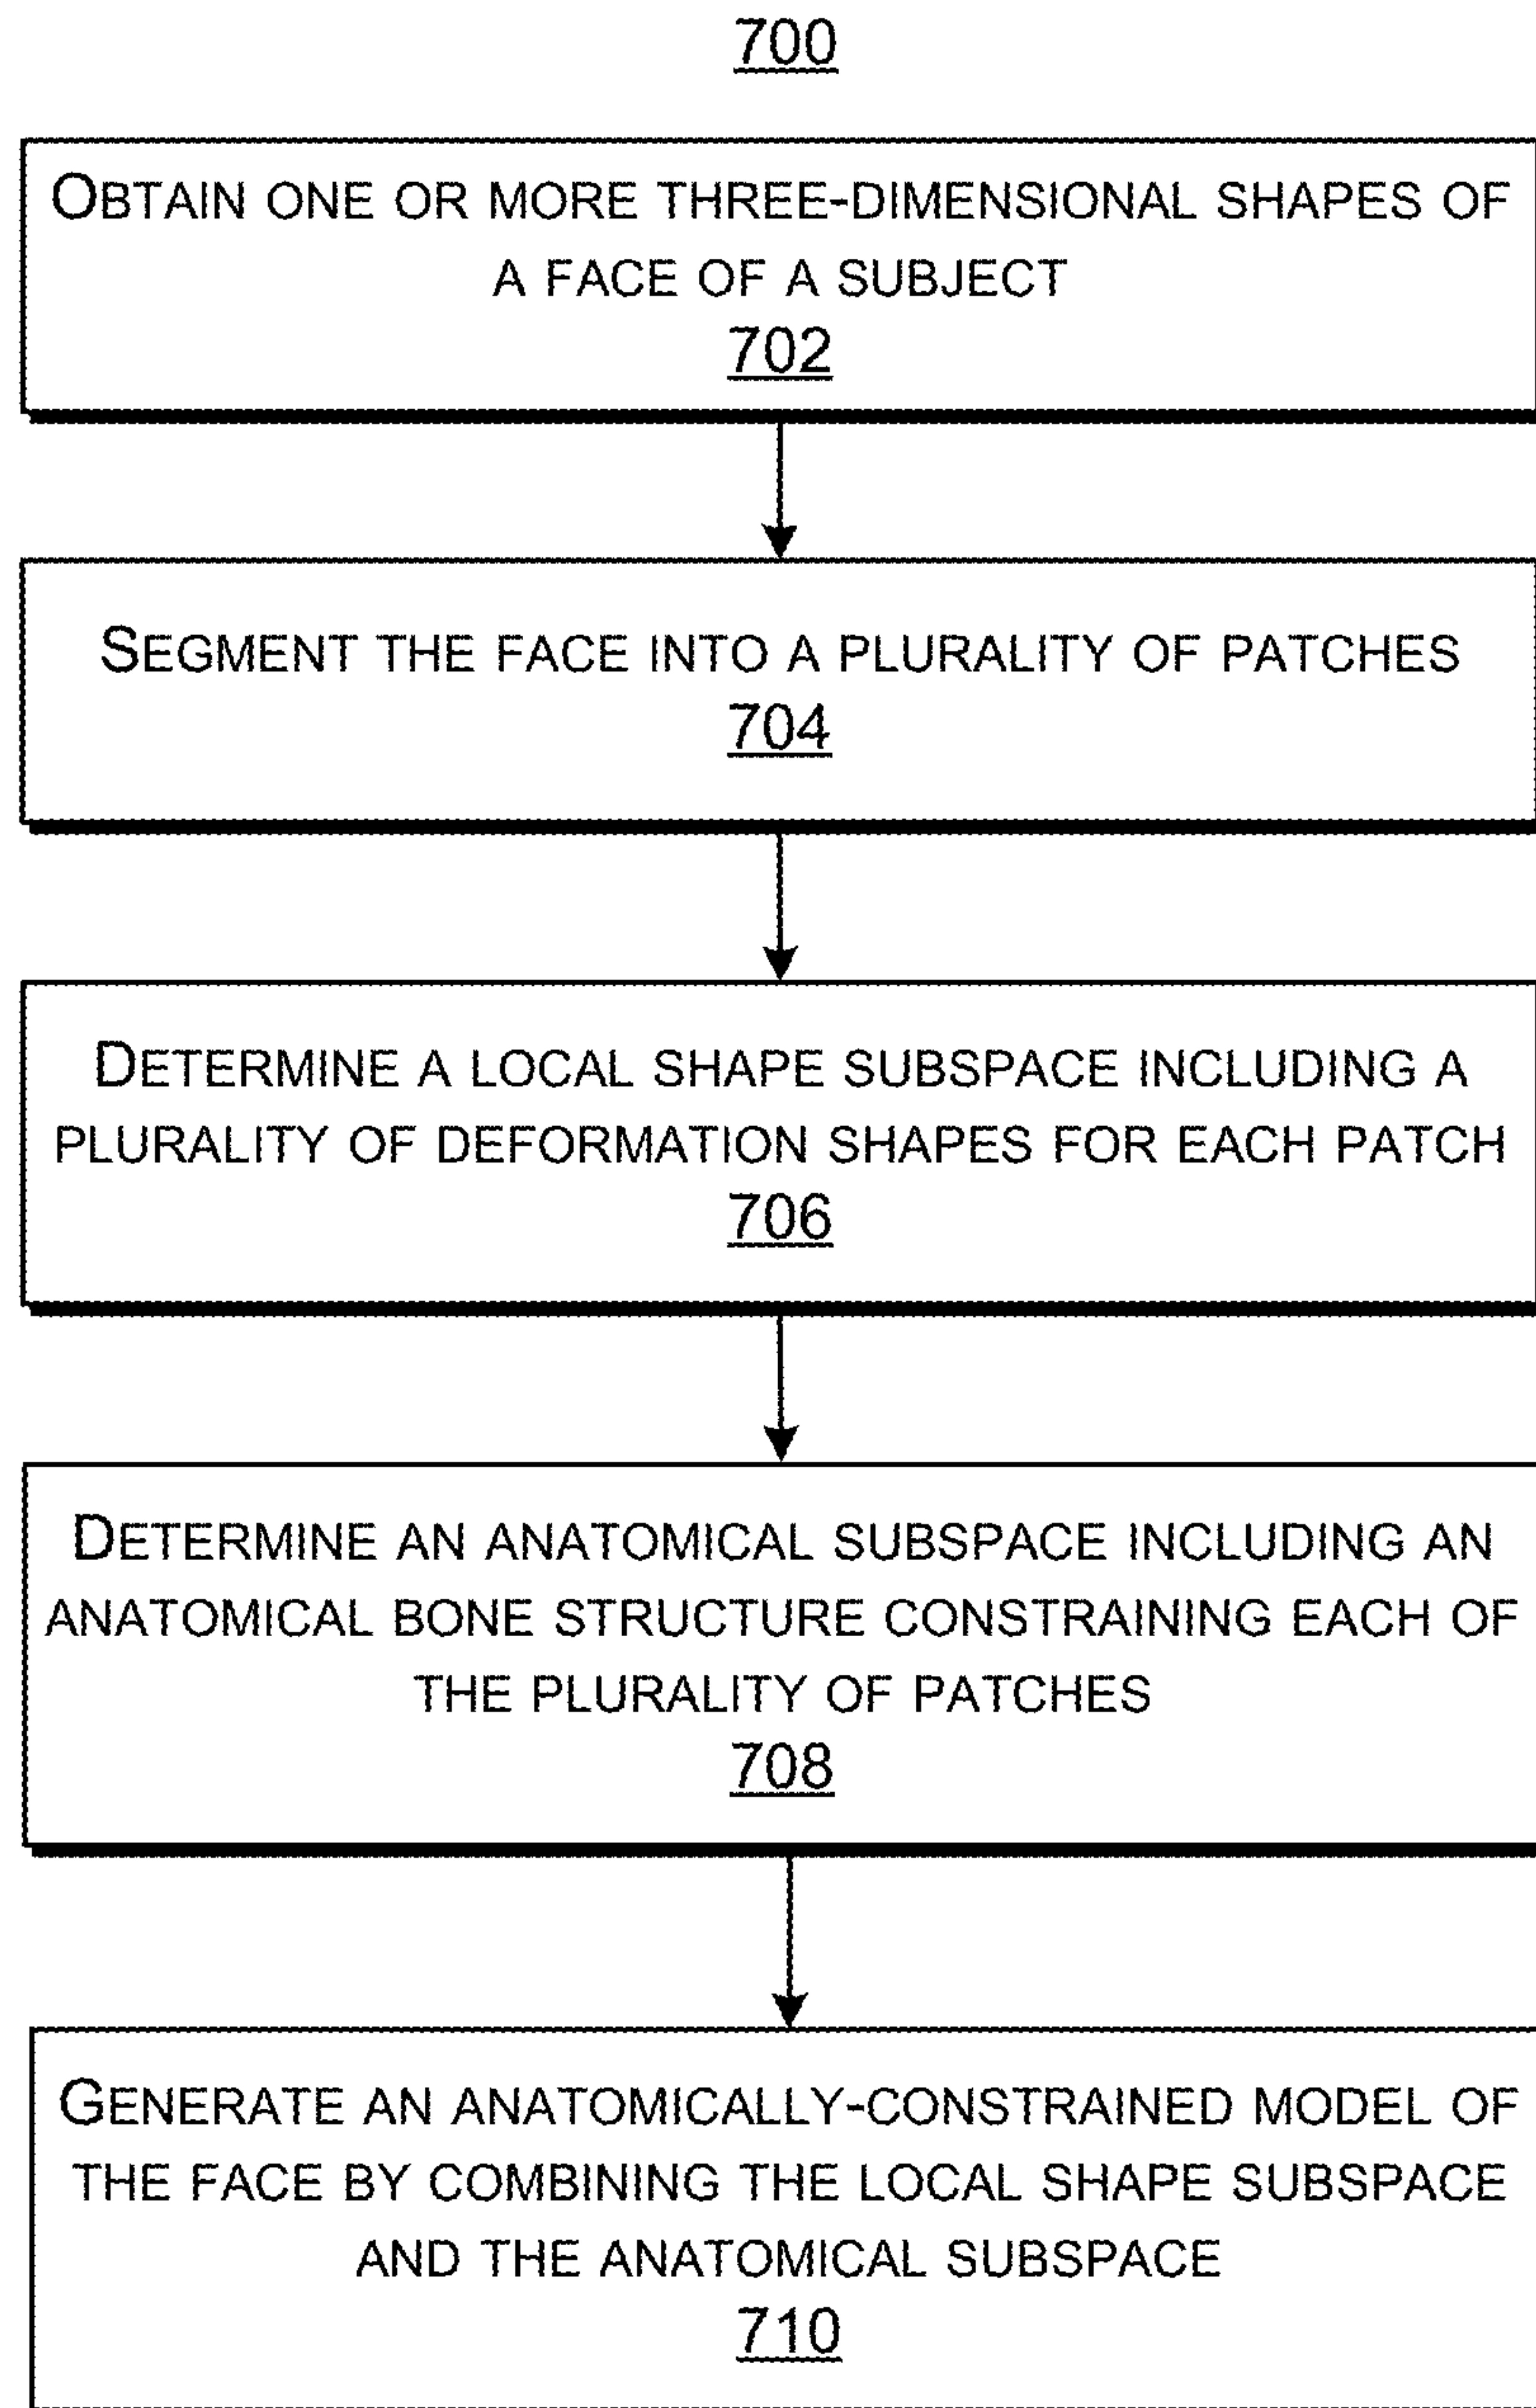 700
OBTAIN ONE OR MORE THREE-DIMENSIONAL SHAPES OF
A FACE OF A SUBJECT
702
SEGMENT THE FACE INTO A PLURALITY OF PATCHES
704
DETERMINE A LOCAL SHAPE SUBSPACE INCLUDING A
PLURALITY OF DEFORMATION SHAPES FOR EACH PATCH
706
DETERMINE AN ANATOMICAL SUBSPACE INCLUDING AN
ANATOMICAL BONE STRUCTURE CONSTRAINING EACH OF
THE PLURALITY OF PATCHES
708
GENERATE AN ANATOMICALLY-CONSTRAINED MODEL OF
THE FACE BY COMBINING THE LOCAL SHAPE SUBSPACE
AND THE ANATOMICAL SUBSPACE
710